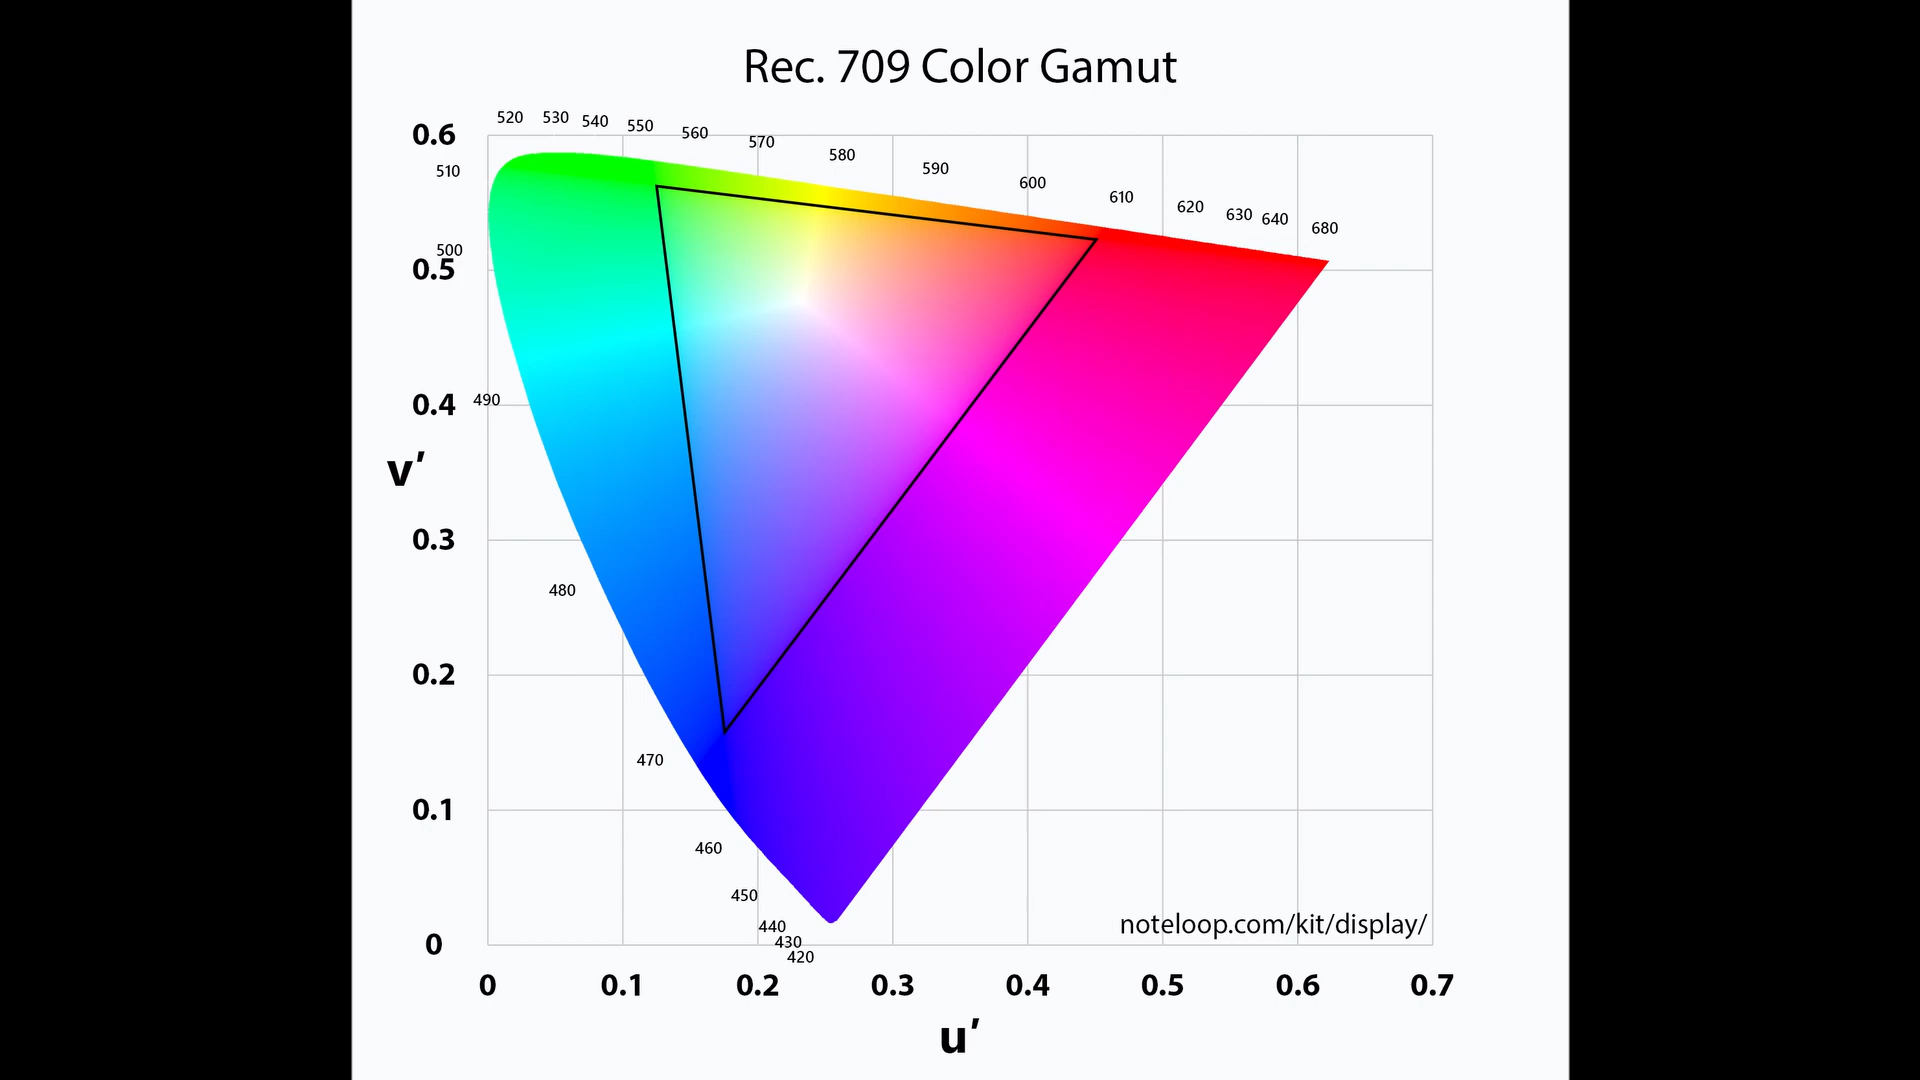 Rec. 709 Color Gamut
520 530 540 550 560 570 580 590 600 610 620 630 640 680
0.6
510
500
0.5
0.4 490
v′
0.3
480
0.2
470
0.1
460
450
440
430
420
0
noteloop.com/kit/display/
0 0.1 0.2 0.3 0.4 0.5 0.6 0.7
u′